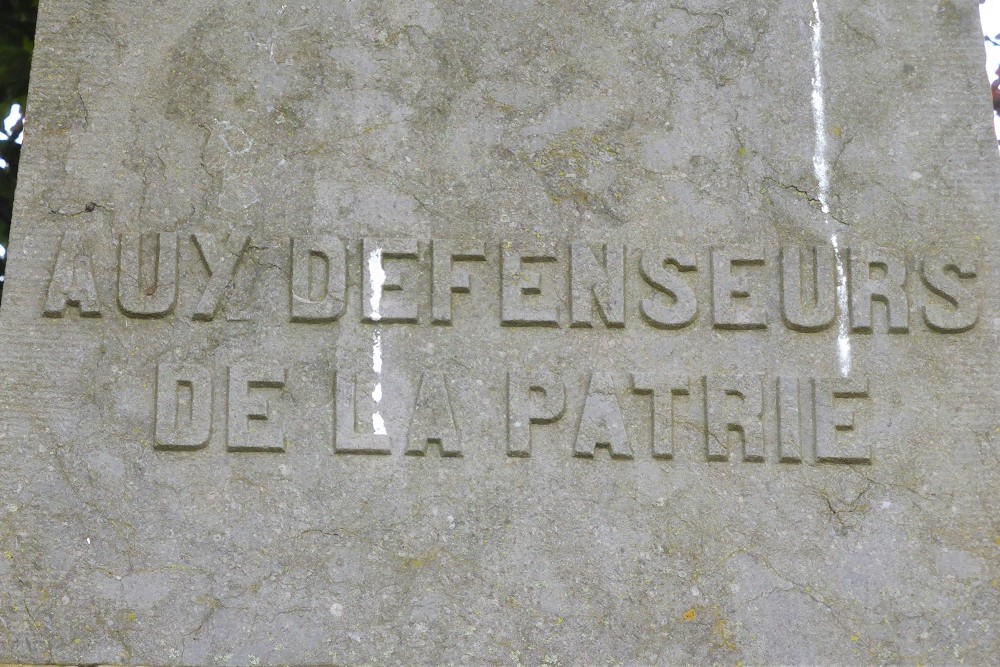 AUX DEFENSEURS
DE LA PATRIE